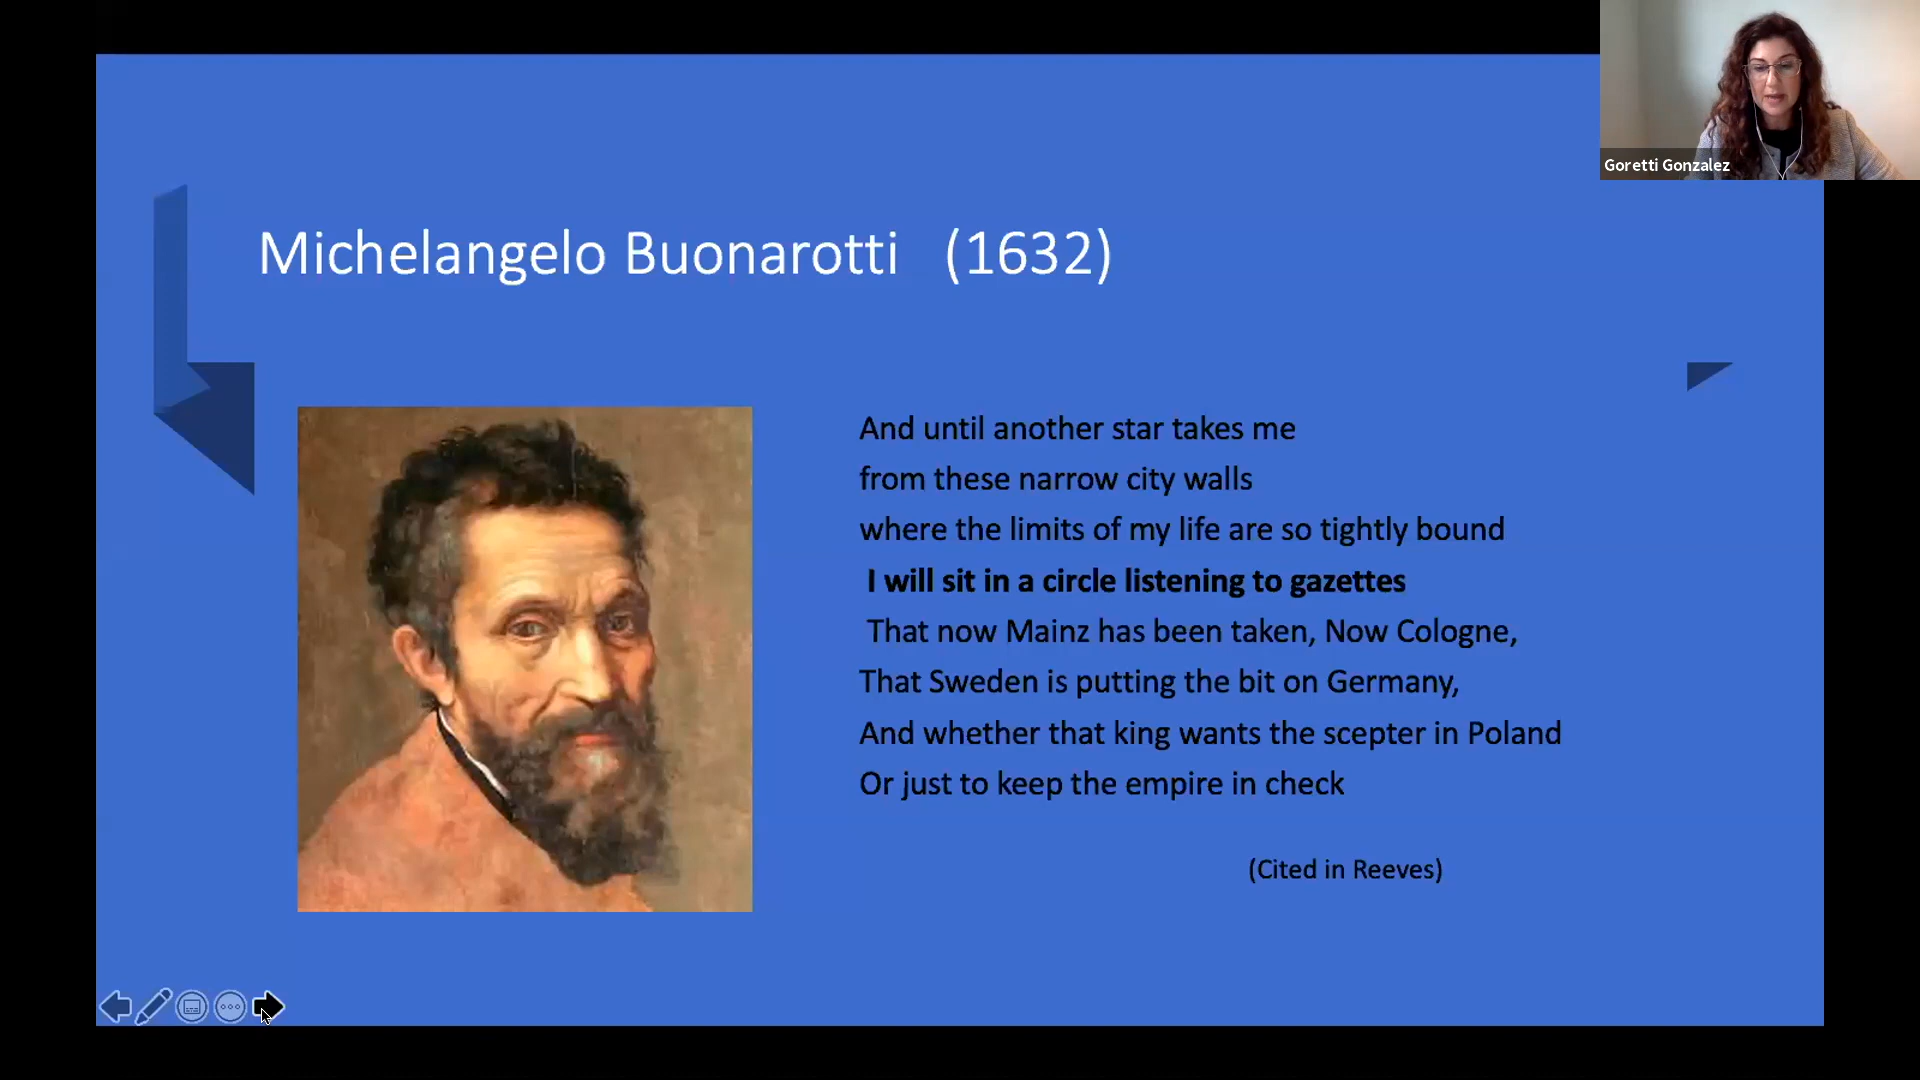 Goretti Gonzalez
Michelangelo Buonarotti (1632)
And until another star takes me
from these narrow city walls
where the limits of my life are so tightly bound
I will sit in a circle listening to gazettes
That now Mainz has been taken, Now Cologne,
That Sweden is putting the bit on Germany,
And whether that king wants the scepter in Poland
Or just to keep the empire in check
(Cited in Reeves)